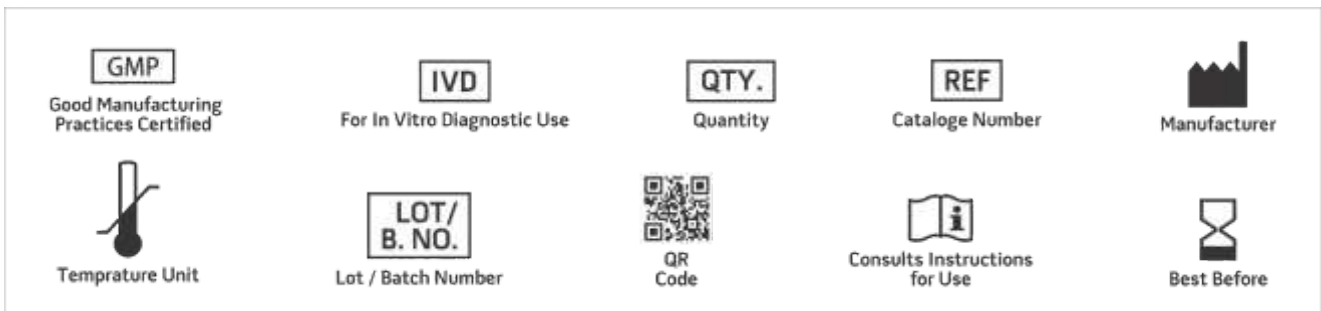 GMP
Good Manufacturing
Practices Certified
IVD
For In Vitro Diagnostic Use
QTY.
Quantity
REF
Cataloge Number
Manufacturer
Temprature Unit
LOT/
B. NO.
Lot / Batch Number
QR
Code
i
Consults Instructions
for Use
Best Before